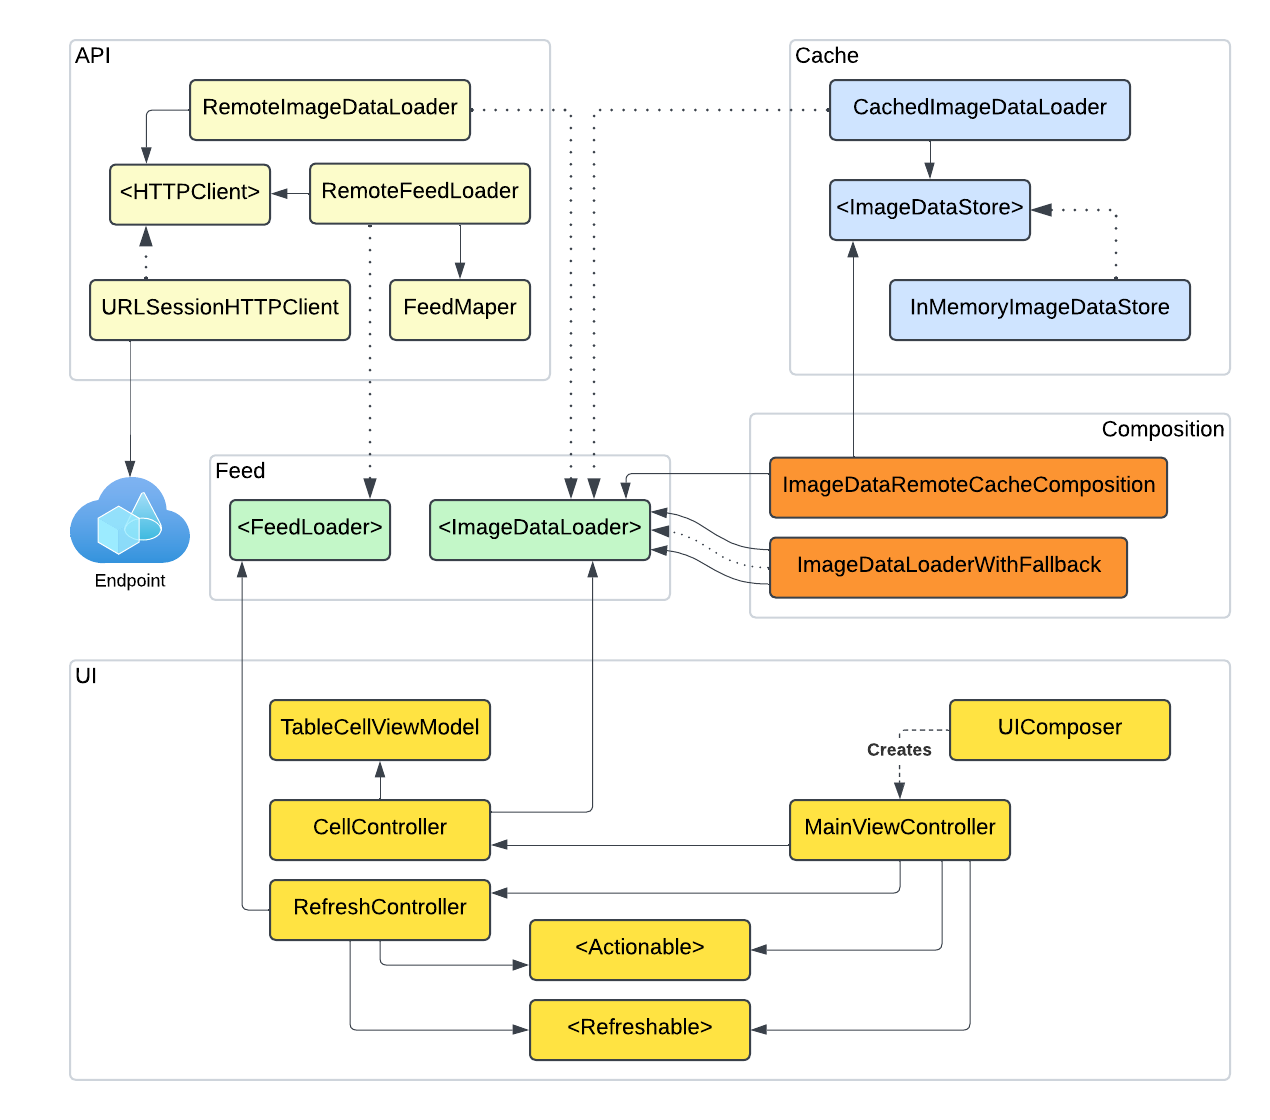 API
RemoteImageDataLoader
<HTTPClient>
RemoteFeedLoader
URLSessionHTTPClient
FeedMaper
Cache
CachedImageDataLoader
<ImageDataStore>
InMemoryImageDataStore
Endpoint
Feed
<FeedLoader>
<ImageDataLoader>
Composition
ImageDataRemoteCacheComposition
ImageDataLoaderWithFallback
UI
TableCellViewModel
UIComposer
Creates
CellController
MainViewController
RefreshController
<Actionable>
<Refreshable>